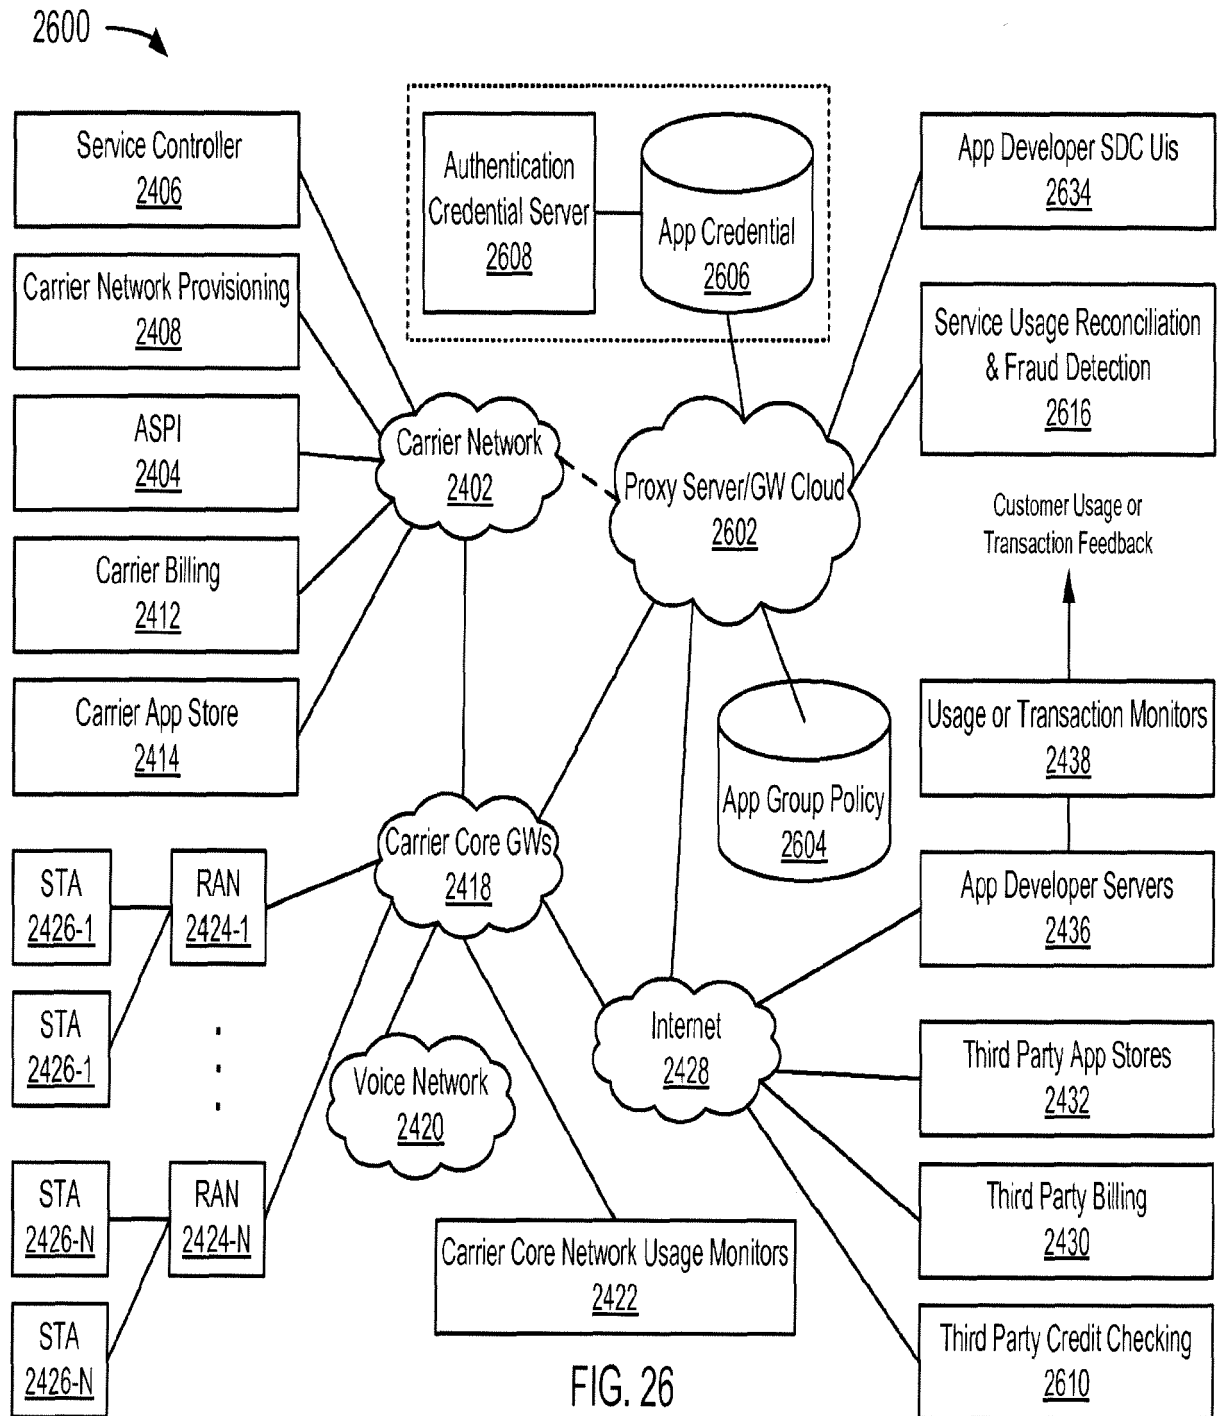 2600
Service Controller
2406
Carrier Network Provisioning
2408
ASPI
2404
Carrier Billing
2412
Carrier App Store
2414
Authentication
Credential Server
2608
App Credential
2606
App Developer SDC Uis
2634
Service Usage Reconciliation
& Fraud Detection
2616
Carrier Network
2402
Proxy Server/GW Cloud
2602
Customer Usage or
Transaction Feedback
Usage or Transaction Monitors
2438
App Group Policy
2604
Carrier Core GWs
2418
App Developer Servers
2436
STA
2426-1
RAN
2424-1
STA
2426-1
Voice Network
2420
Internet
2428
Third Party App Stores
2432
STA
2426-N
RAN
2424-N
STA
2426-N
Carrier Core Network Usage Monitors
2422
Third Party Billing
2430
Third Party Credit Checking
2610
FIG. 26